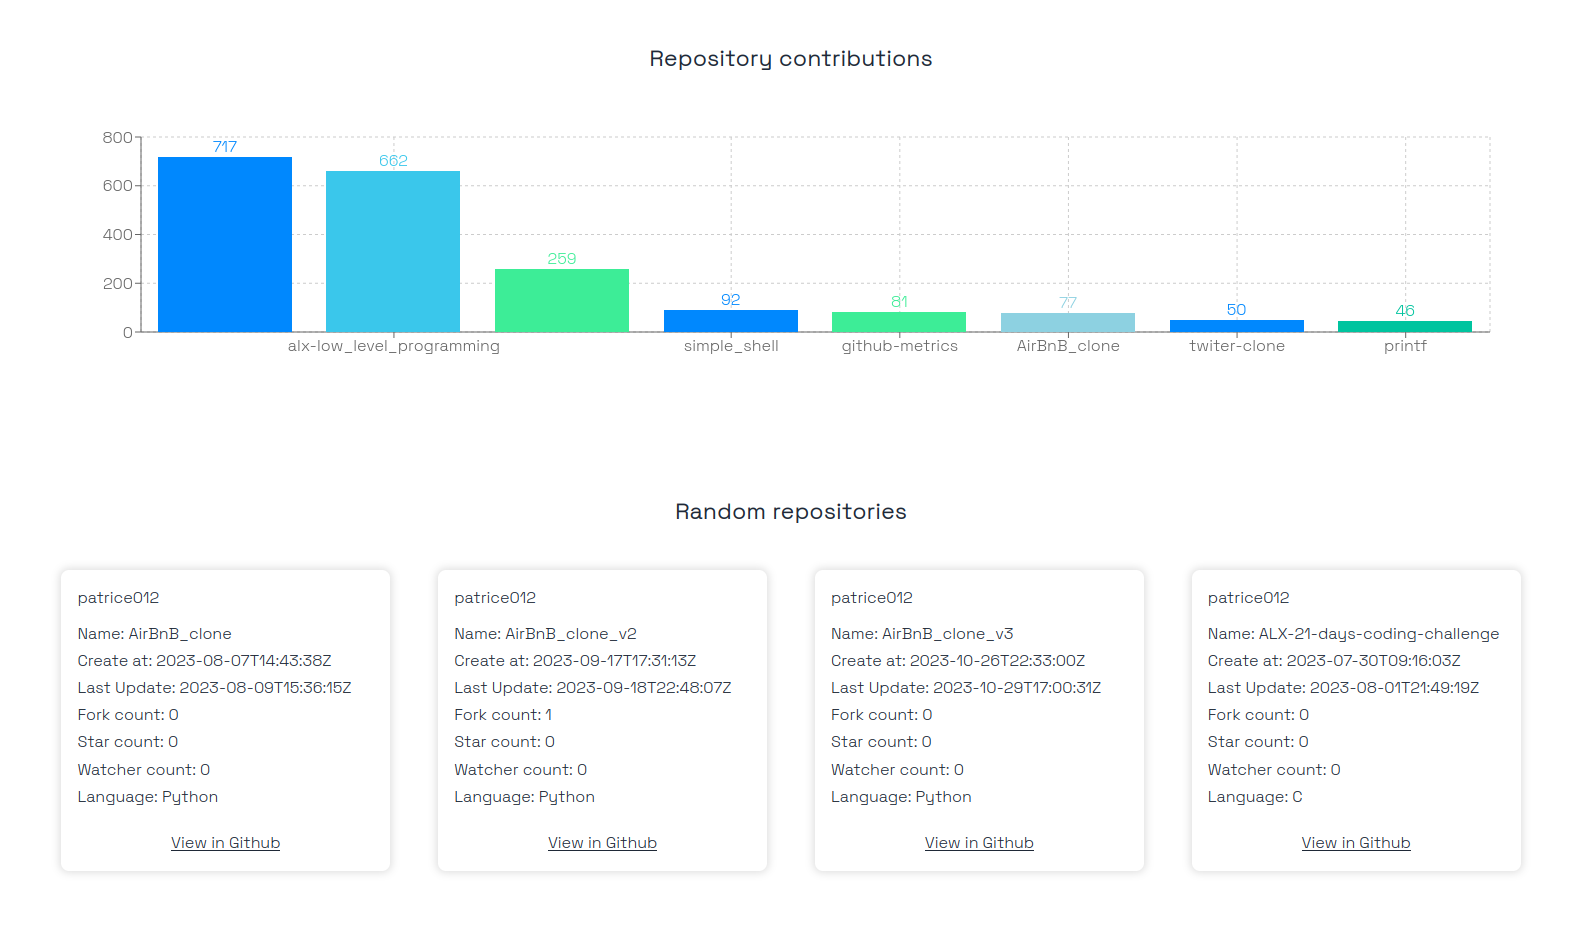 Repository contributions
800
717
662
600
400
259
200
92
81
77
50
46
0
alx-low_level_programming
simple_shell
github-metrics
AirBnB_clone
twiter-clone
printf
Random repositories
patrice012
Name: AirBnB_clone
Create at: 2023-08-07T14:43:38Z
Last Update: 2023-08-09T15:36:15Z
Fork count: 0
Star count: 0
Watcher count: 0
Language: Python
View in Github
patrice012
Name: AirBnB_clone_v2
Create at: 2023-09-17T17:31:13Z
Last Update: 2023-09-18T22:48:07Z
Fork count: 1
Star count: 0
Watcher count: 0
Language: Python
View in Github
patrice012
Name: AirBnB_clone_v3
Create at: 2023-10-26T22:33:00Z
Last Update: 2023-10-29T17:00:31Z
Fork count: 0
Star count: 0
Watcher count: 0
Language: Python
View in Github
patrice012
Name: ALX-21-days-coding-challenge
Create at: 2023-07-30T09:16:03Z
Last Update: 2023-08-01T21:49:19Z
Fork count: 0
Star count: 0
Watcher count: 0
Language: C
View in Github